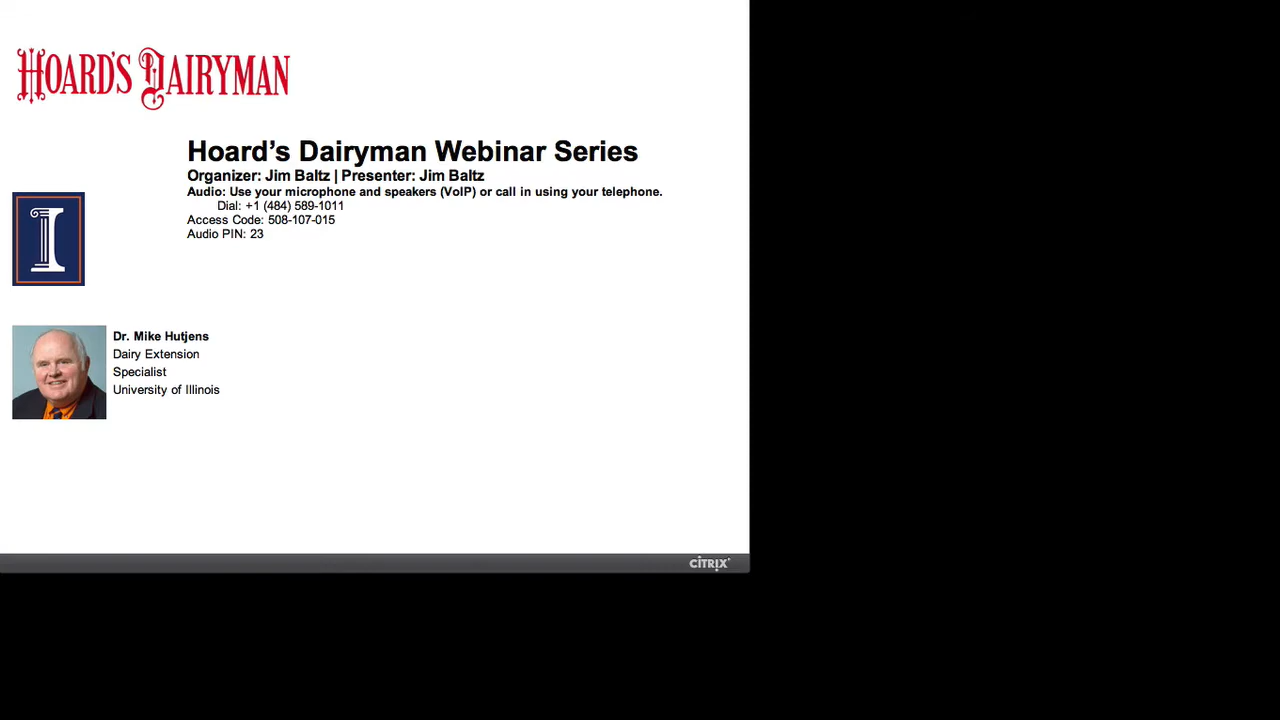 HOARD'S DAIRYMAN
Hoard's Dairyman Webinar Series
Organizer: Jim Baltz | Presenter: Jim Baltz
Audio: Use your microphone and speakers (VoIP) or call in using your telephone.
Dial: +1 (484) 589-1011
Access Code: 508-107-015
Audio PIN: 23
I
Dr. Mike Hutjens
Dairy Extension
Specialist
University of Illinois
CITRIX